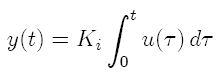 y(t) = K_i ∫_0^t u(τ) dτ